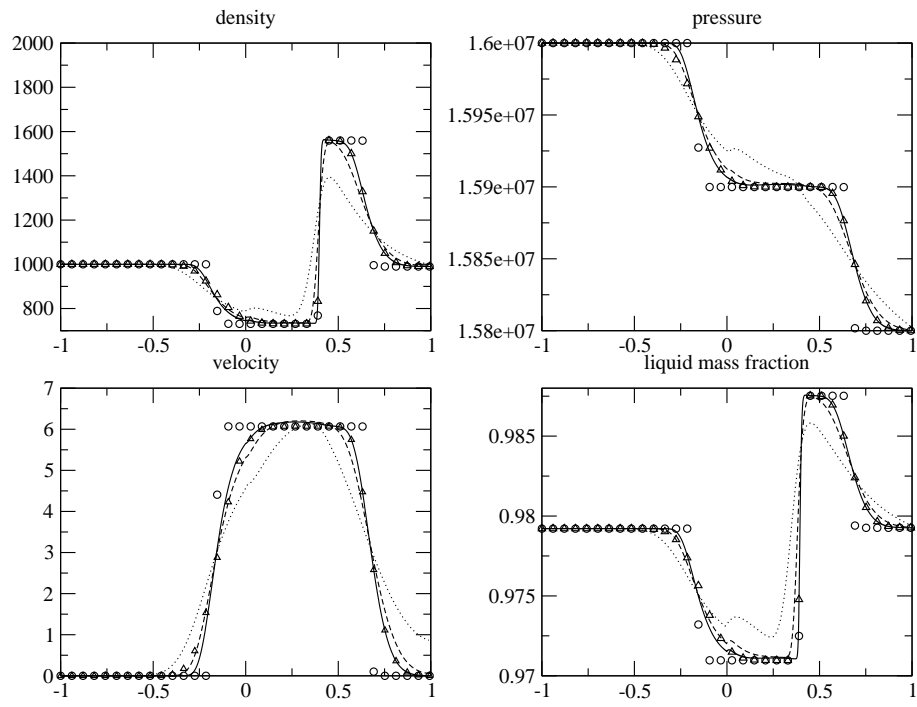 density
2000
1800
1600
1400
1200
1000
800
-1 -0.5 0 0.5 1
pressure
1.6e+07
1.595e+07
1.59e+07
1.585e+07
1.58e+07
-1 -0.5 0 0.5 1
velocity
7
6
5
4
3
2
1
0
-1 -0.5 0 0.5 1
liquid mass fraction
0.985
0.98
0.975
0.97
-1 -0.5 0 0.5 1